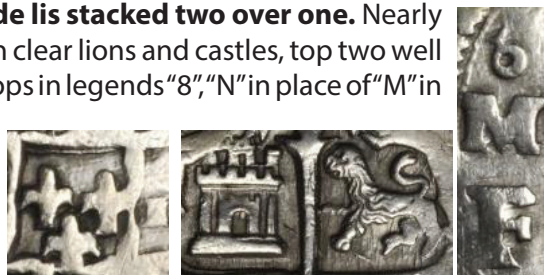 de lis stacked two over one. Nearly
clear lions and castles, top two well
in legends “8”, “N” in place of “M” in
6
M
F